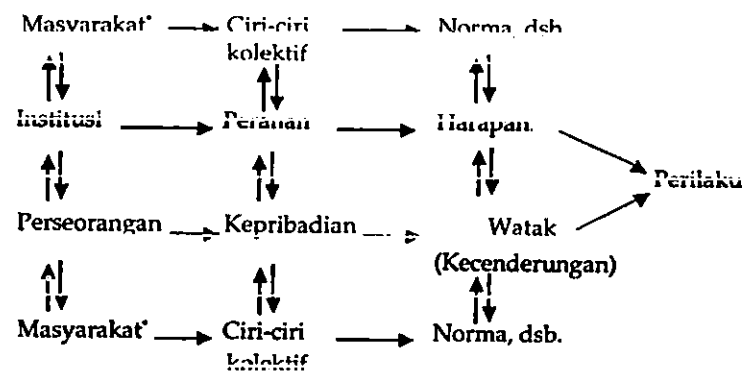 Masyarakat* Ciri-ciri Norma, dsb
kolektif
Institusi Peranan Harapan.
Perilaku
Perseorangan Kepribadian Watak
(Kecenderungan)
Masyarakat* Ciri-ciri Norma, dsb.
kolektif